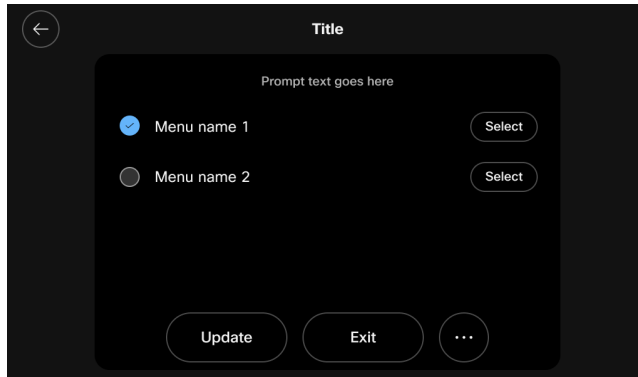 Title
Prompt text goes here
Menu name 1 Select
Menu name 2 Select
Update Exit ...